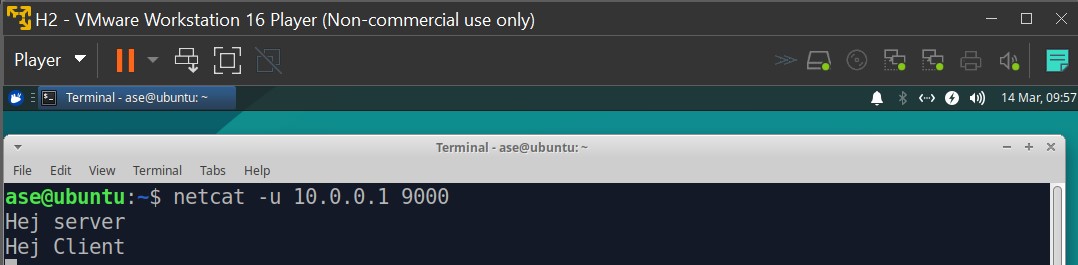 H2 - VMware Workstation 16 Player (Non-commercial use only)
Player
Terminal - ase@ubuntu: ~
14 Mar, 09:57
Terminal - ase@ubuntu: ~
File Edit View Terminal Tabs Help
ase@ubuntu:~$ netcat -u 10.0.0.1 9000
Hej server
Hej Client